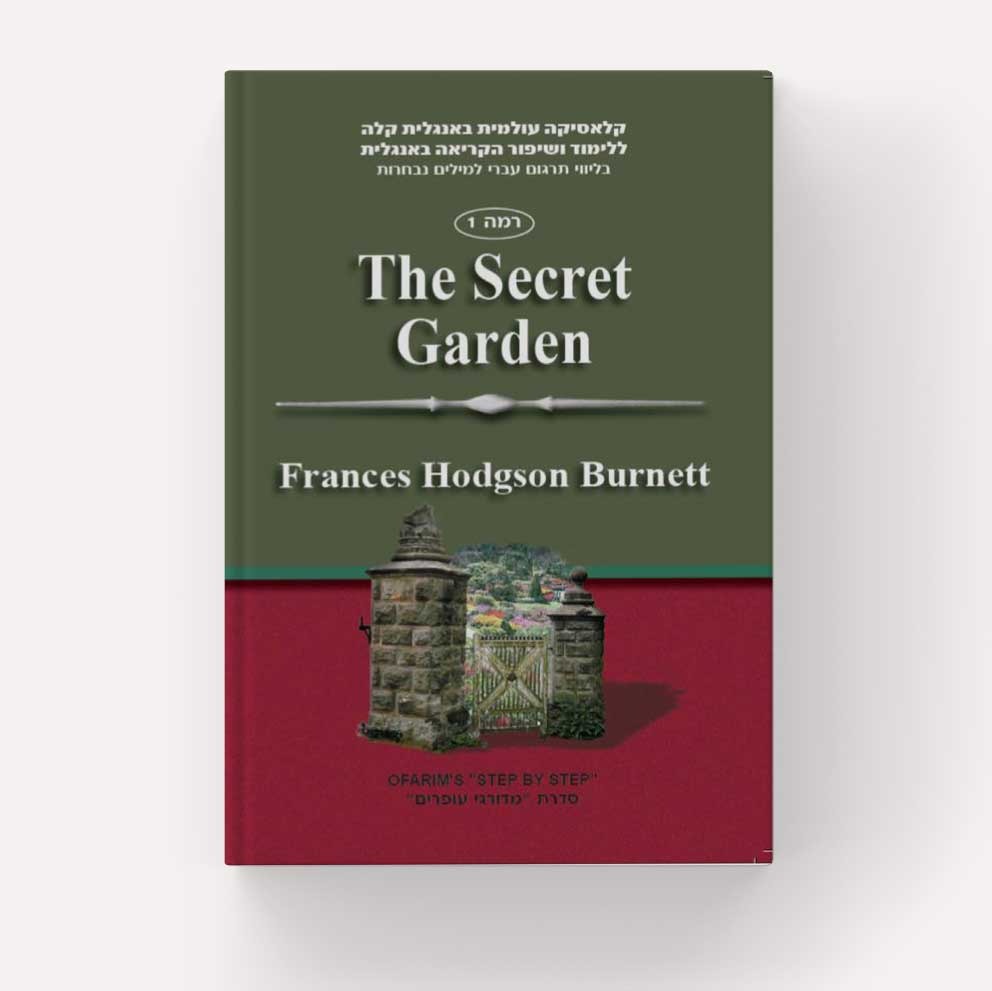 קלאסיקה עולמית באנגלית קלה
ללימוד ושיפור הקריאה באנגלית
בליווי תרגום עברי למילים נבחרות
רמה 1
The Secret
Garden
Frances Hodgson Burnett
OFARIM'S "STEP BY STEP"
סדרת "מדורגי עופרים"